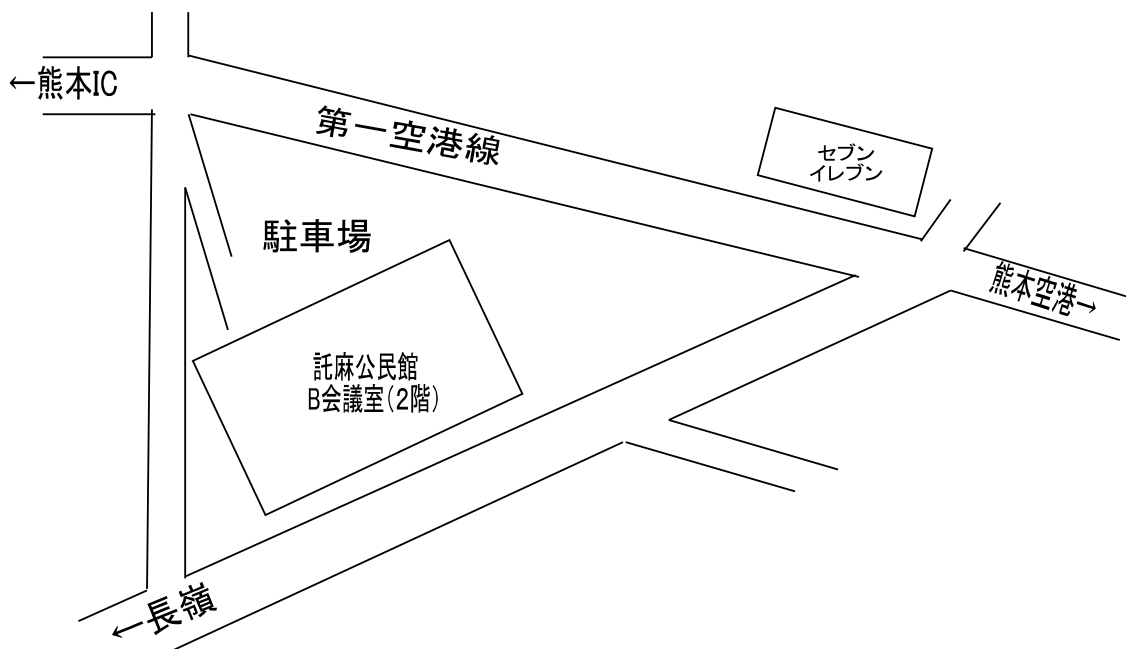 ←熊本IC
第一空港線
セブン
イレブン
駐車場
熊本空港→
託麻公民館
B会議室(2階)
←長嶺